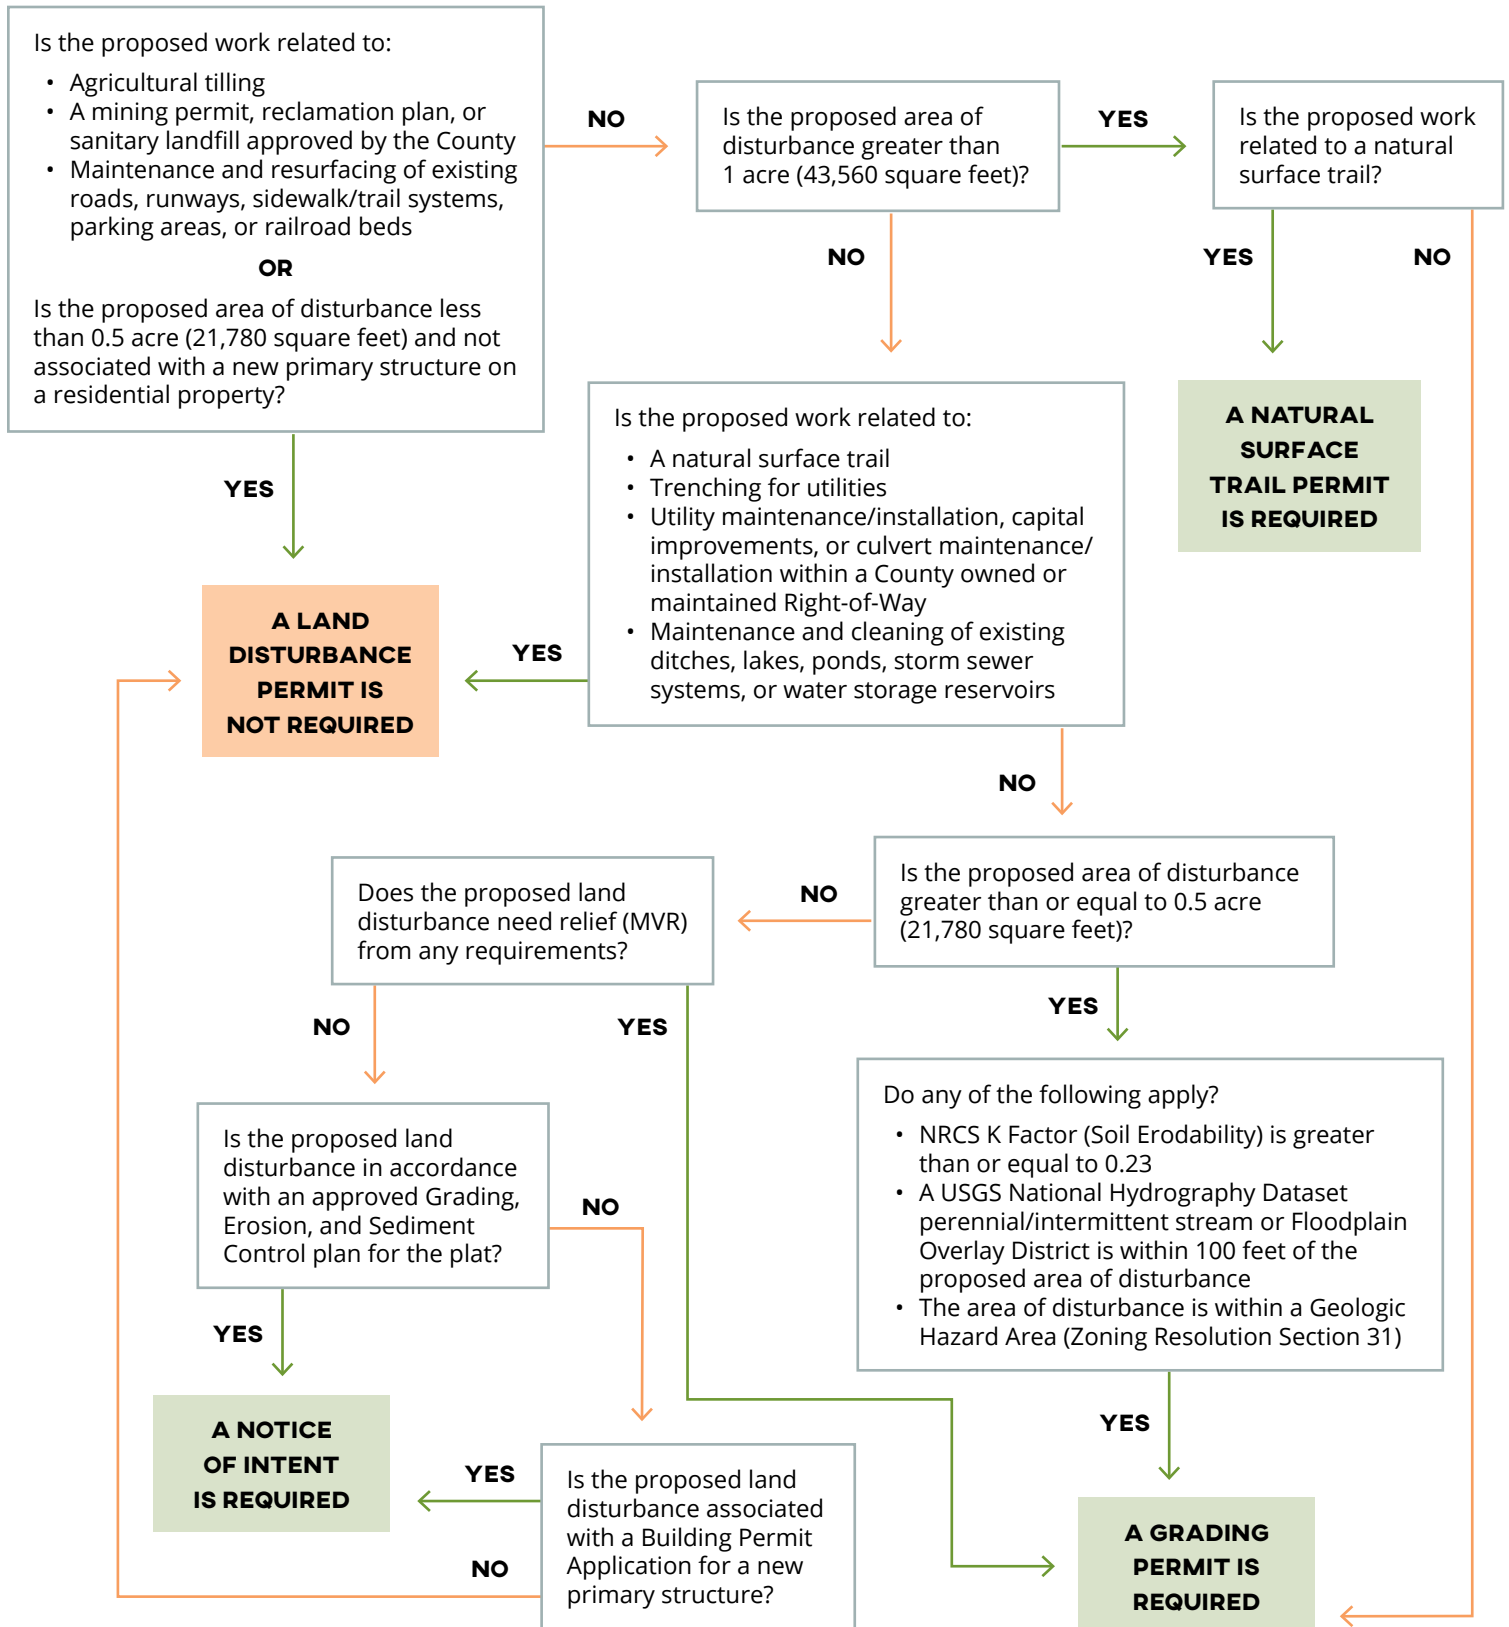 Is the proposed work related to:
• Agricultural tilling
• A mining permit, reclamation plan, or
sanitary landfill approved by the County
• Maintenance and resurfacing of existing
roads, runways, sidewalk/trail systems,
parking areas, or railroad beds
OR
Is the proposed area of disturbance less
than 0.5 acre (21,780 square feet) and not
associated with a new primary structure on
a residential property?
NO
Is the proposed area of
disturbance greater than
1 acre (43,560 square feet)?
YES
Is the proposed work
related to a natural
surface trail?
NO
YES
NO
A NATURAL
SURFACE
TRAIL PERMIT
IS REQUIRED
YES
A LAND
DISTURBANCE
PERMIT IS
NOT REQUIRED
YES
Is the proposed work related to:
• A natural surface trail
• Trenching for utilities
• Utility maintenance/installation, capital
improvements, or culvert maintenance/
installation within a County owned or
maintained Right-of-Way
• Maintenance and cleaning of existing
ditches, lakes, ponds, storm sewer
systems, or water storage reservoirs
NO
Is the proposed area of disturbance
greater than or equal to 0.5 acre
(21,780 square feet)?
NO
Does the proposed land
disturbance need relief (MVR)
from any requirements?
NO
YES
YES
Do any of the following apply?
• NRCS K Factor (Soil Erodability) is greater
than or equal to 0.23
• A USGS National Hydrography Dataset
perennial/intermittent stream or Floodplain
Overlay District is within 100 feet of the
proposed area of disturbance
• The area of disturbance is within a Geologic
Hazard Area (Zoning Resolution Section 31)
Is the proposed land
disturbance in accordance
with an approved Grading,
Erosion, and Sediment
Control plan for the plat?
NO
YES
A NOTICE
OF INTENT
IS REQUIRED
YES
Is the proposed land
disturbance associated
with a Building Permit
Application for a new
primary structure?
NO
YES
A GRADING
PERMIT IS
REQUIRED